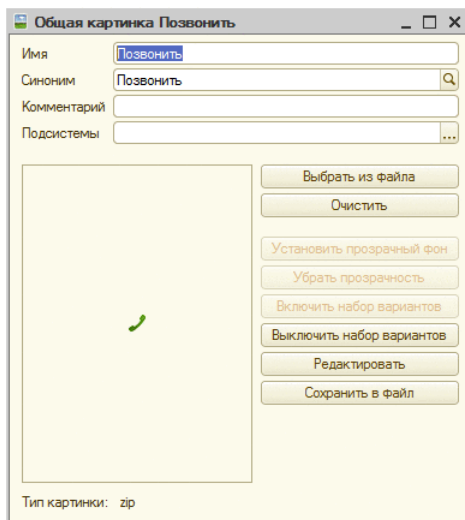 Общая картинка Позвонить
Имя Позвонить
Синоним Позвонить
Комментарий
Подсистемы ...
Выбрать из файла
Очистить
Установить прозрачный фон
Убрать прозрачность
Включить набор вариантов
Выключить набор вариантов
Редактировать
Сохранить в файл
Тип картинки: zip